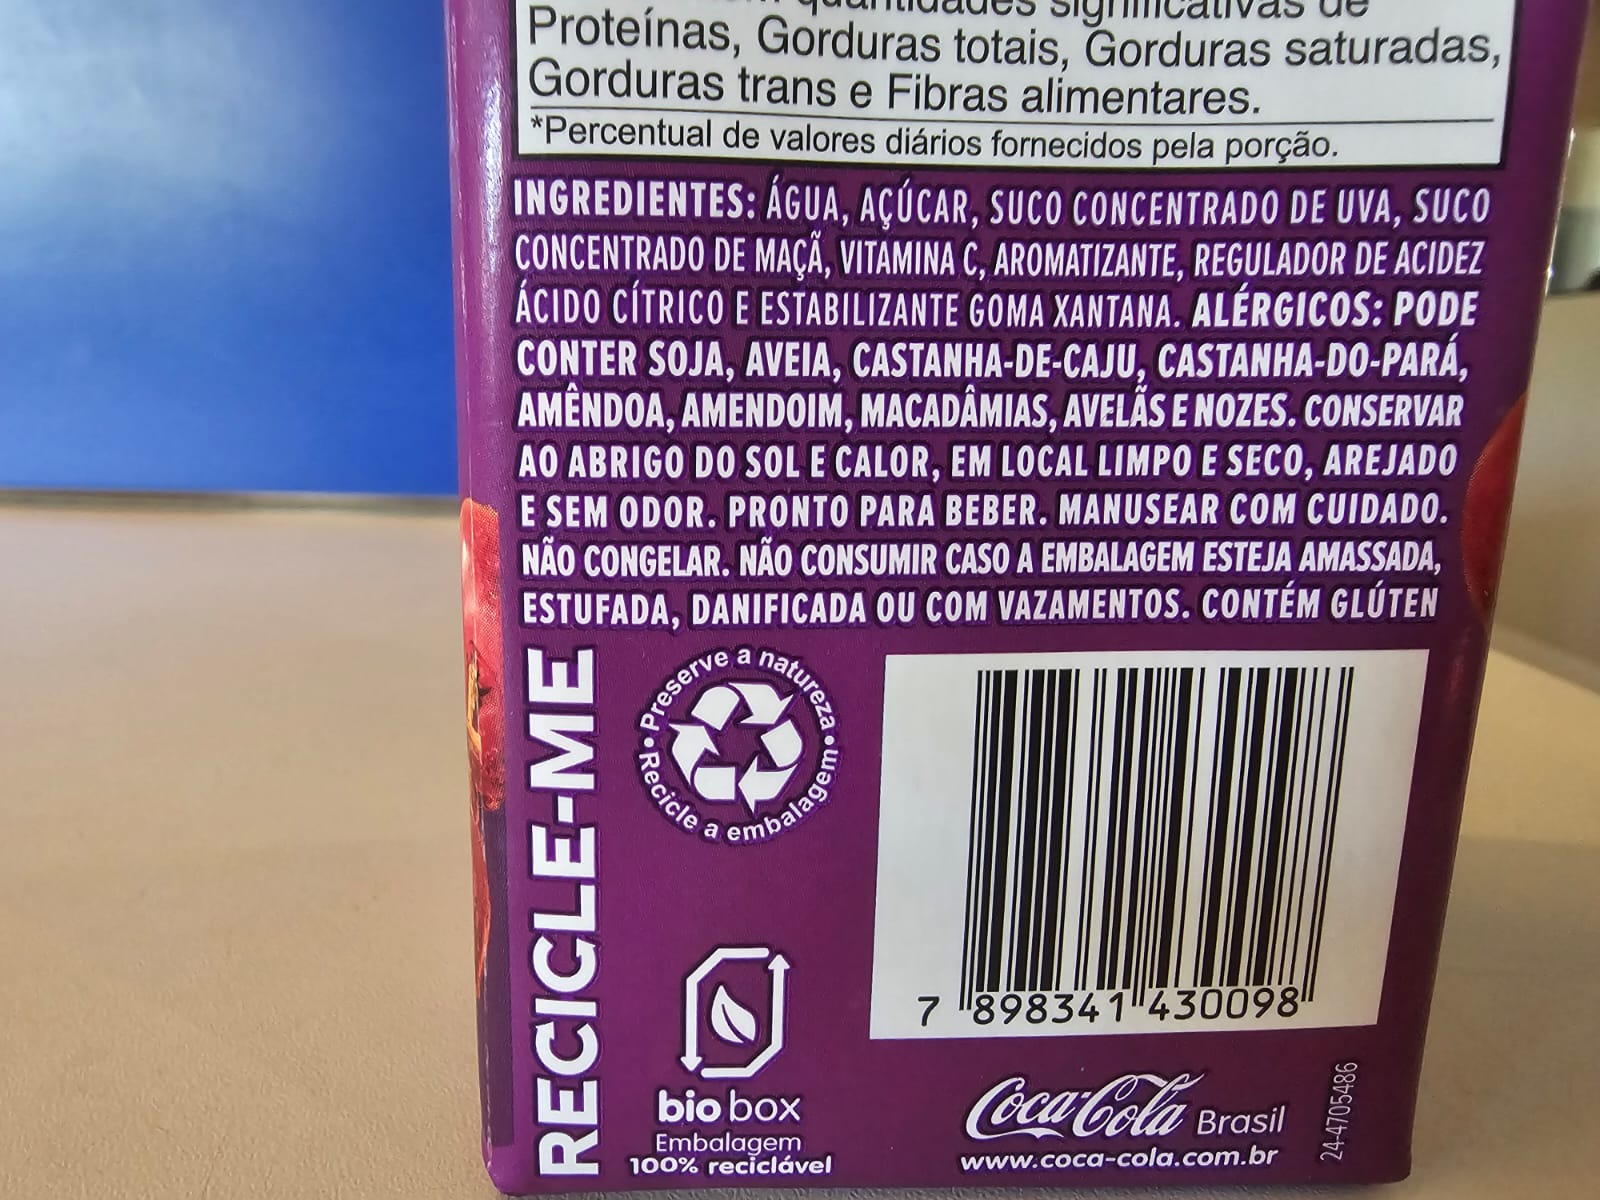 quantidades significativas de
Proteínas, Gorduras totais, Gorduras saturadas,
Gorduras trans e Fibras alimentares.
*Percentual de valores diários fornecidos pela porção.
INGREDIENTES: ÁGUA, AÇÚCAR, SUCO CONCENTRADO DE UVA, SUCO
CONCENTRADO DE MAÇÃ, VITAMINA C, AROMATIZANTE, REGULADOR DE ACIDEZ
ÁCIDO CÍTRICO E ESTABILIZANTE GOMA XANTANA. ALÉRGICOS: PODE
CONTER SOJA, AVEIA, CASTANHA-DE-CAJU, CASTANHA-DO-PARÁ,
AMÊNDOA, AMENDOIM, MACADÂMIAS, AVELÃS E NOZES. CONSERVAR
AO ABRIGO DO SOL E CALOR, EM LOCAL LIMPO E SECO, AREJADO
E SEM ODOR. PRONTO PARA BEBER. MANUSEAR COM CUIDADO.
NÃO CONGELAR. NÃO CONSUMIR CASO A EMBALAGEM ESTEJA AMASSADA,
ESTUFADA, DANIFICADA OU COM VAZAMENTOS. CONTÉM GLÚTEN
RECICLE-ME
Preserve a natureza
• Recicle a embalagem •
7 898341 430098
bio box
Embalagem
100% reciclável
Coca-Cola Brasil
www.coca-cola.com.br
24-4705486